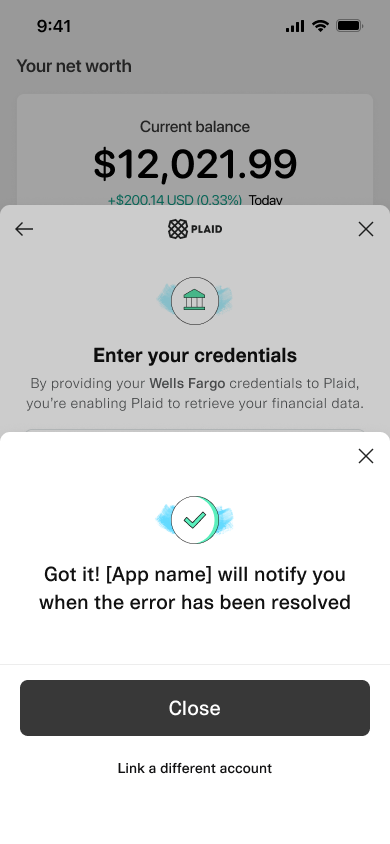 9:41
Your net worth
Current balance
$12,021.99
+$200.14 USD (0.33%) Today
PLAID
Enter your credentials
By providing your Wells Fargo credentials to Plaid,
you're enabling Plaid to retrieve your financial data.
Got it! [App name] will notify you
when the error has been resolved
Close
Link a different account